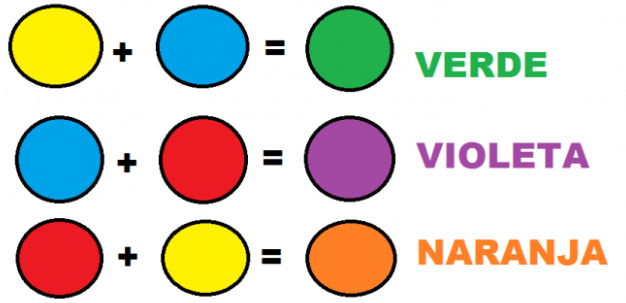 + = VERDE
+ = VIOLETA
+ = NARANJA